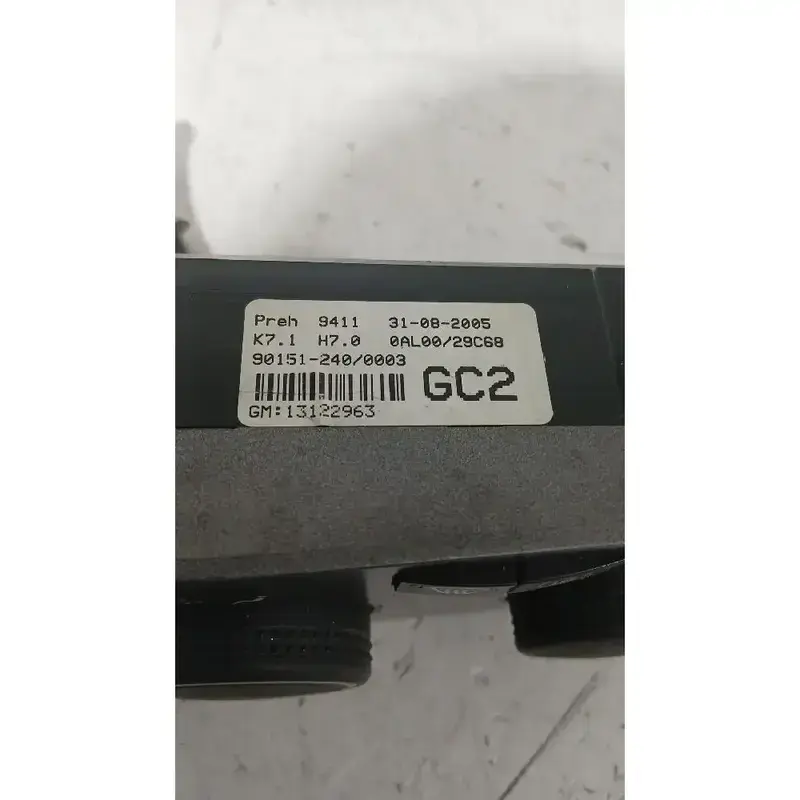 Preh 9411 31-08-2005
K7.1 H7.0 0AL00/29C68
90151-240/0003
GC2
GM:13122963